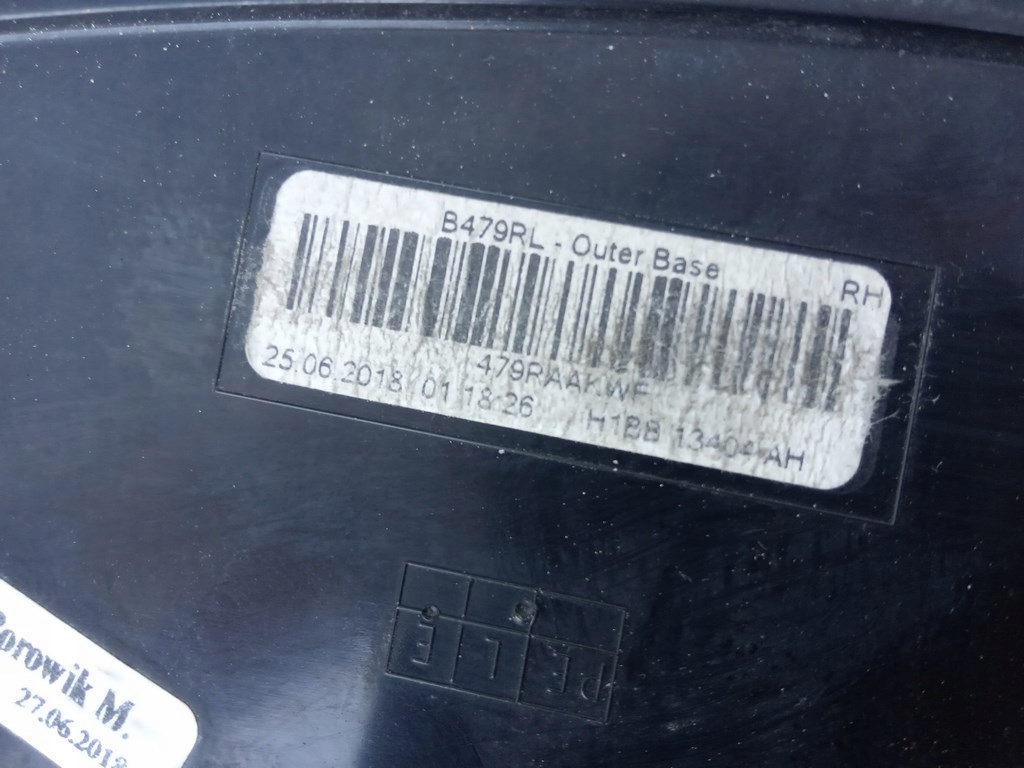 B479RL - Outer Base
RH
479RAAKWF
25.06.2018 01 18:26
H1BB 13404 AH
Borowik M.
27.06.2018